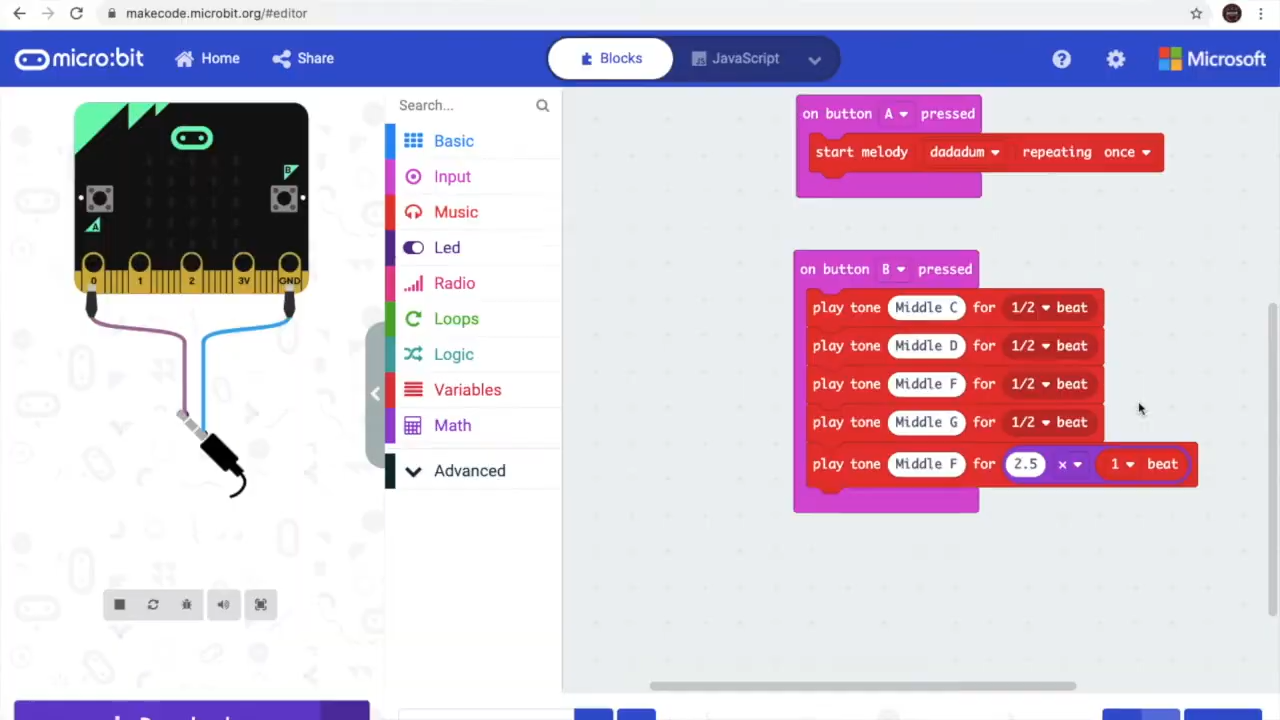 makecode.microbit.org/#editor
micro:bit
Home
Share
Blocks
JavaScript
Microsoft
Search...
Basic
Input
Music
Led
Radio
Loops
Logic
Variables
Math
Advanced
A
B
0 1 2 3V GND
on button A pressed
start melody dadadum repeating once
on button B pressed
play tone Middle C for 1/2 beat
play tone Middle D for 1/2 beat
play tone Middle F for 1/2 beat
play tone Middle G for 1/2 beat
play tone Middle F for 2.5 × 1 beat